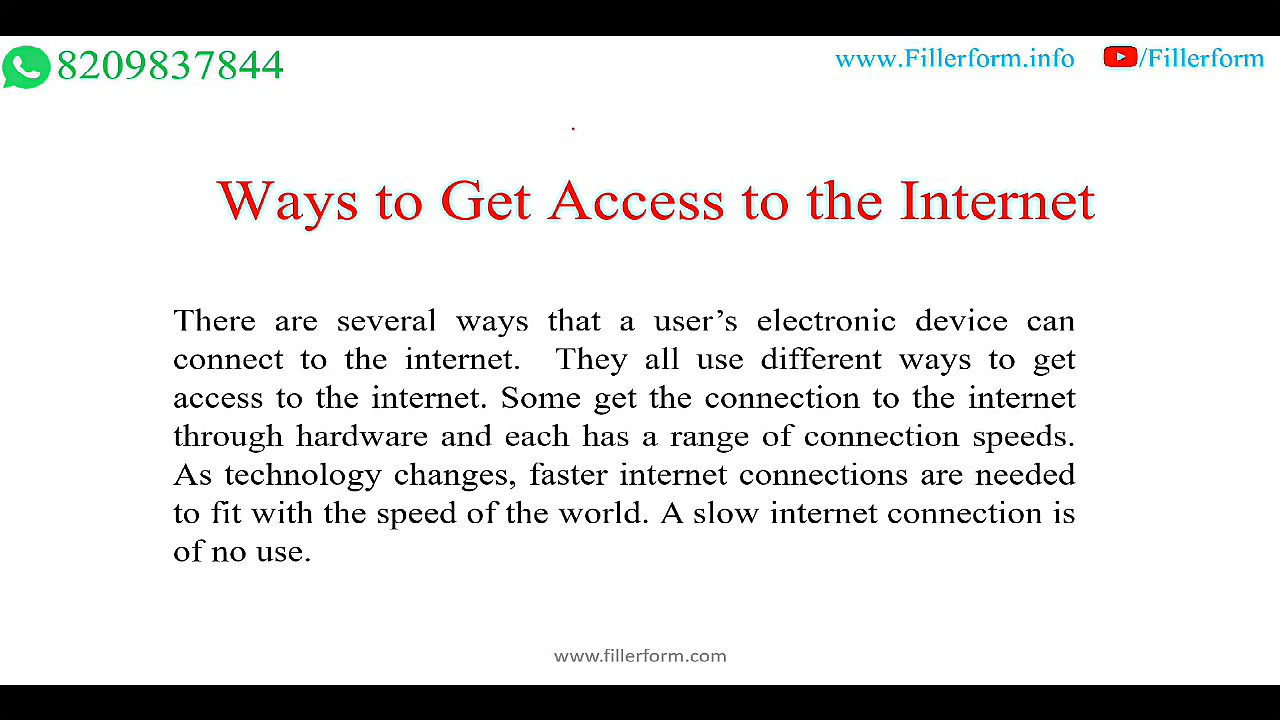 8209837844
www.Fillerform.info
/Fillerform
Ways to Get Access to the Internet
There are several ways that a user’s electronic device can
connect to the internet.  They all use different ways to get
access to the internet. Some get the connection to the internet
through hardware and each has a range of connection speeds.
As technology changes, faster internet connections are needed
to fit with the speed of the world. A slow internet connection is
of no use.
www.fillerform.com